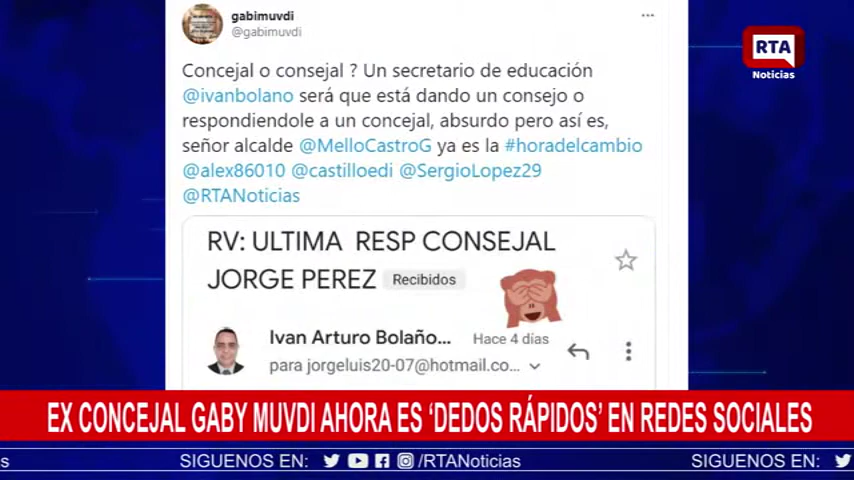 gabimuvdi
@gabimuvdi
RTA
Noticias
Concejal o consejal ? Un secretario de educación
@ivanbolano será que está dando un consejo o
respondiendole a un concejal, absurdo pero así es,
señor alcalde @MelloCastroG ya es la #horadelcambio
@alex86010 @castilloedi @SergioLopez29
@RTANoticias
RV: ULTIMA RESP CONSEJAL
JORGE PEREZ Recibidos
Ivan Arturo Bolaño... Hace 4 días
para jorgeluis20-07@hotmail.co...
EX CONCEJAL GABY MUVDI AHORA ES ‘DEDOS RÁPIDOS’ EN REDES SOCIALES
s SIGUENOS EN: /RTANoticias SIGUENOS EN: